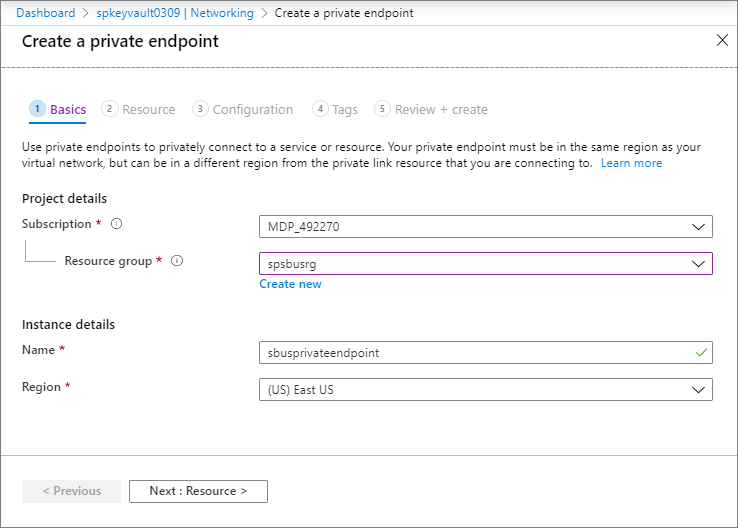 Dashboard > spkeyvault0309 | Networking > Create a private endpoint
Create a private endpoint
1 Basics 2 Resource 3 Configuration 4 Tags 5 Review + create
Use private endpoints to privately connect to a service or resource. Your private endpoint must be in the same region as your
virtual network, but can be in a different region from the private link resource that you are connecting to. Learn more
Project details
Subscription * MDP_492270
Resource group * spsbusrg
Create new
Instance details
Name * sbusprivateendpoint
Region * (US) East US
< Previous Next : Resource >